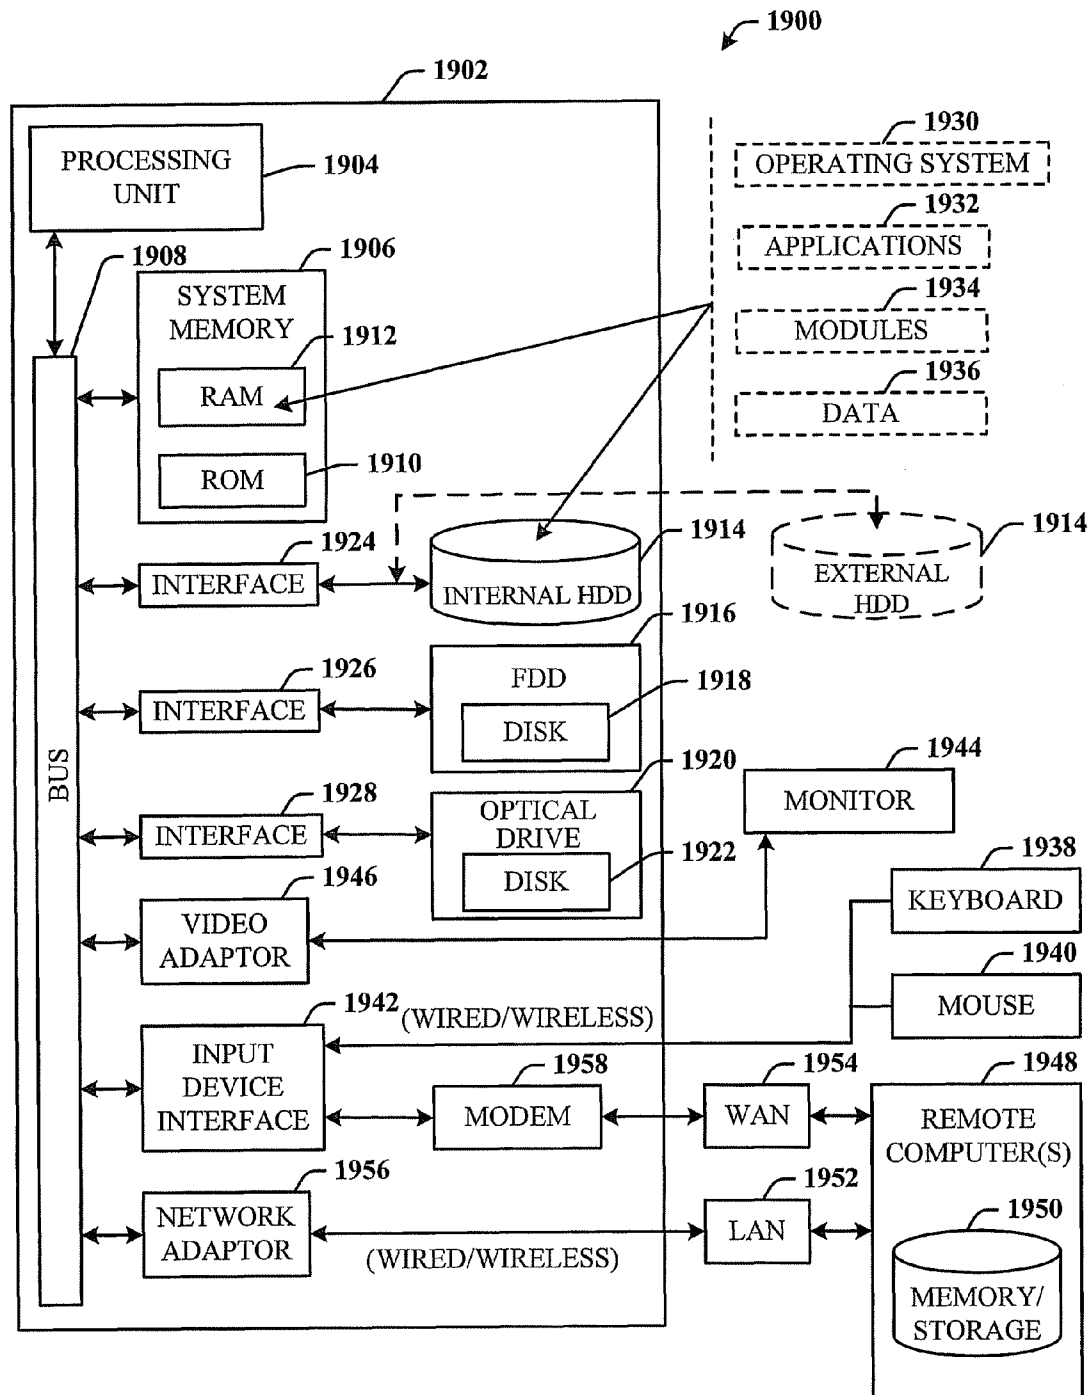 1900
1902
PROCESSING
UNIT
1904
1930
OPERATING SYSTEM
1932
APPLICATIONS
1934
MODULES
1936
DATA
1908
1906
SYSTEM
MEMORY
1912
RAM
1910
ROM
BUS
1924
INTERFACE
1914
INTERNAL HDD
1914
EXTERNAL
HDD
1926
INTERFACE
1916
FDD
1918
DISK
1928
INTERFACE
1920
OPTICAL
DRIVE
1922
DISK
1944
MONITOR
1946
VIDEO
ADAPTOR
1938
KEYBOARD
1940
MOUSE
1942
(WIRED/WIRELESS)
INPUT
DEVICE
INTERFACE
1958
MODEM
1954
WAN
1948
REMOTE
COMPUTER(S)
1956
NETWORK
ADAPTOR
(WIRED/WIRELESS)
1952
LAN
1950
MEMORY/
STORAGE